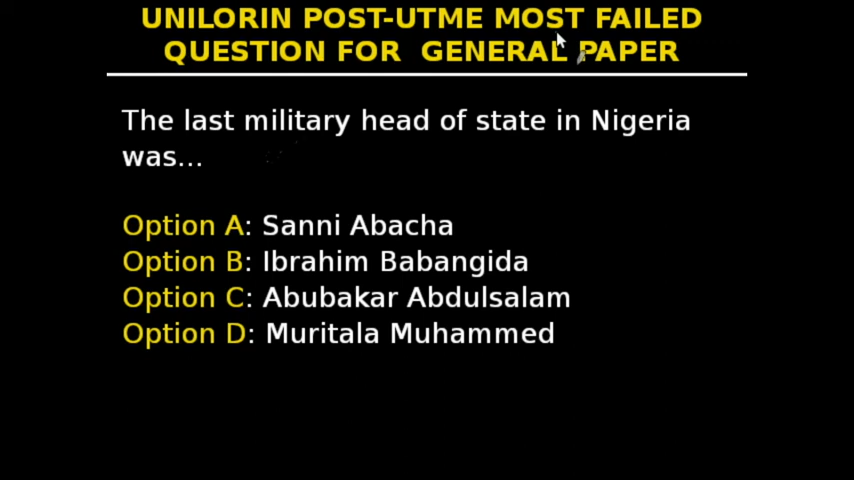 UNILORIN POST-UTME MOST FAILED
QUESTION FOR GENERAL PAPER
The last military head of state in Nigeria
was...
Option A: Sanni Abacha
Option B: Ibrahim Babangida
Option C: Abubakar Abdulsalam
Option D: Muritala Muhammed